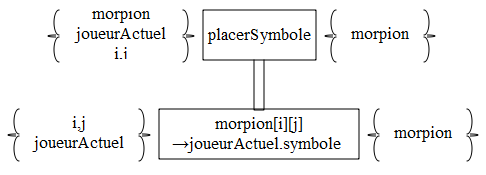 morpion
joueurActuel
i,j
placerSymbole
morpion
i,j
joueurActuel
morpion[i][j]
→joueurActuel.symbole
morpion